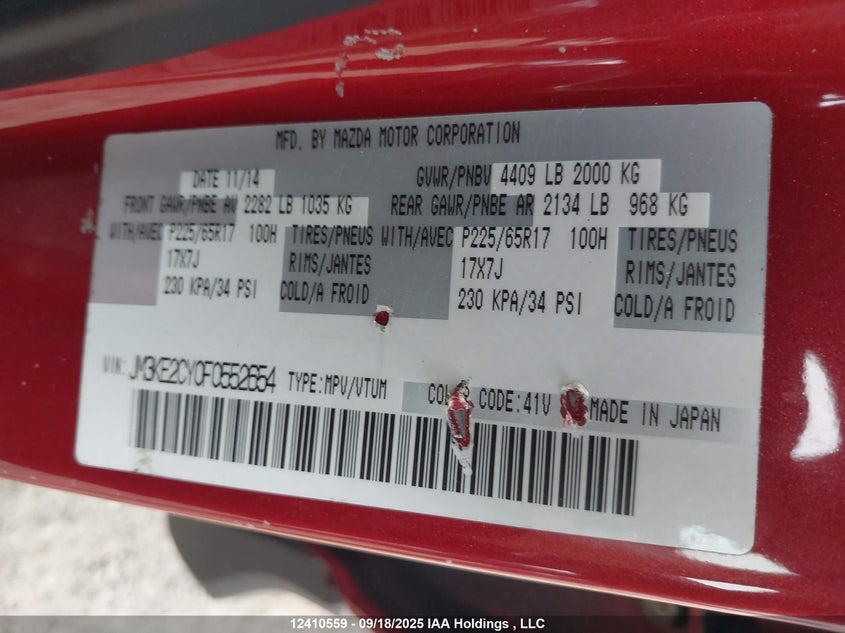 MFD. BY MAZDA MOTOR CORPORATION
DATE 11/14 GVWR/PNBV 4409 LB 2000 KG
FRONT GAWR/PNBE AV 2282 LB 1035 KG REAR GAWR/PNBE AR 2134 LB 968 KG
WITH/AVEC P225/65R17 100H TIRES/PNEUS WITH/AVEC P225/65R17 100H TIRES/PNEUS
17X7J RIMS/JANTES 17X7J RIMS/JANTES
230 KPA/34 PSI COLD/A FROID 230 KPA/34 PSI COLD/A FROID
VIN: JM3KE2CY0F0552654 TYPE:MPV/VTUM CODE:41V MADE IN JAPAN
12410559 - 09/18/2025 IAA Holdings , LLC